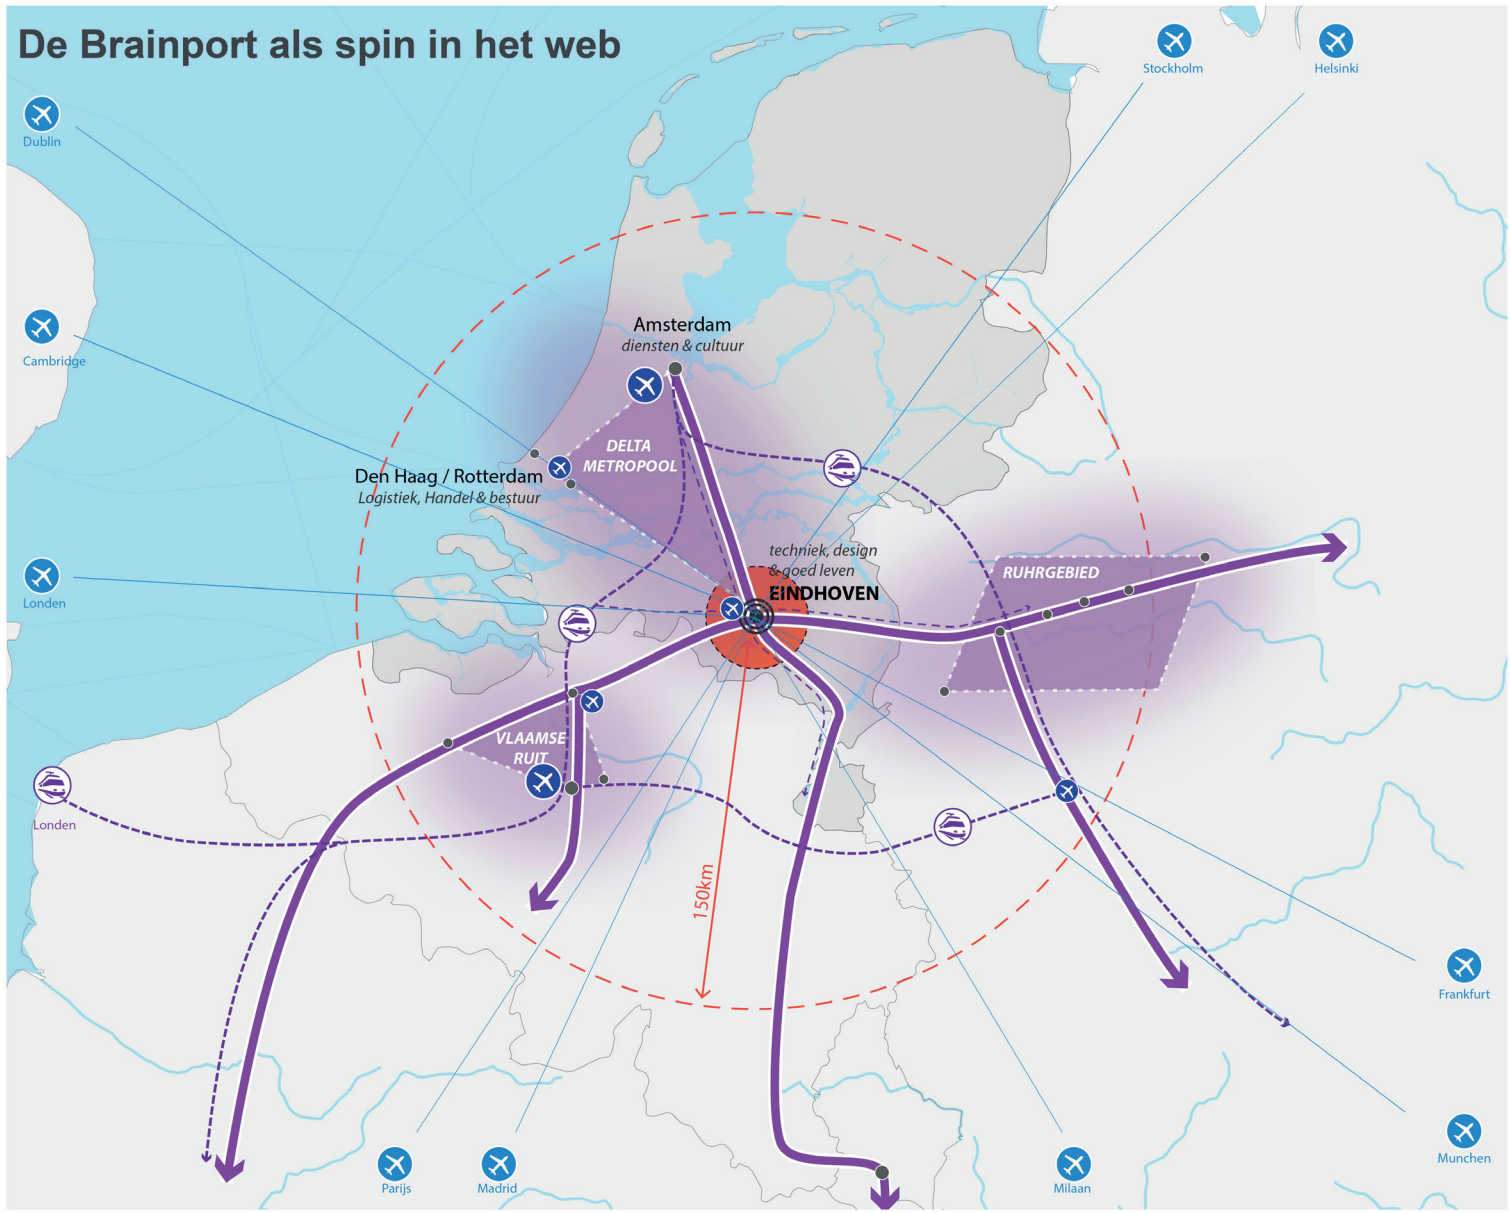 De Brainport als spin in het web
Stockholm
Helsinki
Dublin
Cambridge
Amsterdam
diensten & cultuur
DELTA
METROPOOL
Den Haag / Rotterdam
Logistiek, Handel & bestuur
techniek, design
& goed leven
EINDHOVEN
RUHRGEBIED
Londen
VLAAMSE
RUIT
Londen
150km
Frankfurt
Munchen
Parijs
Madrid
Milaan